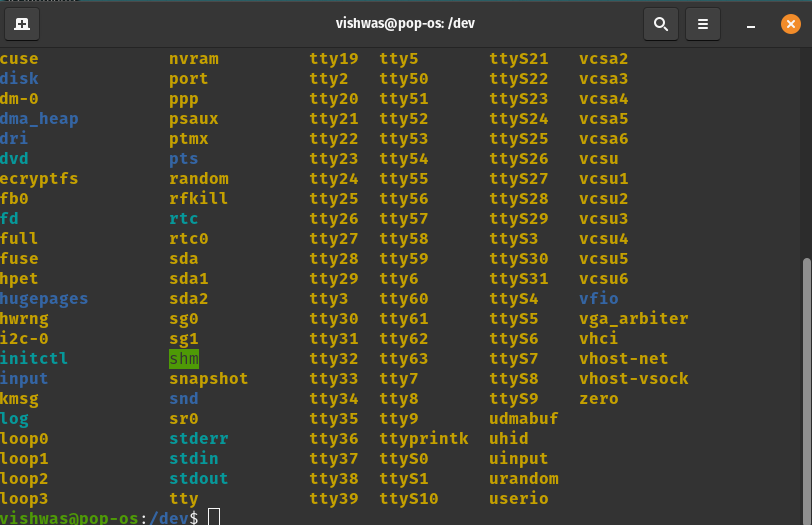 vishwas@pop-os: /dev
cuse nvram tty19 tty5 ttyS21 vcsa2
disk port tty2 tty50 ttyS22 vcsa3
dm-0 ppp tty20 tty51 ttyS23 vcsa4
dma_heap psaux tty21 tty52 ttyS24 vcsa5
dri ptmx tty22 tty53 ttyS25 vcsa6
dvd pts tty23 tty54 ttyS26 vcsu
ecryptfs random tty24 tty55 ttyS27 vcsu1
fb0 rfkill tty25 tty56 ttyS28 vcsu2
fd rtc tty26 tty57 ttyS29 vcsu3
full rtc0 tty27 tty58 ttyS3 vcsu4
fuse sda tty28 tty59 ttyS30 vcsu5
hpet sda1 tty29 tty6 ttyS31 vcsu6
hugepages sda2 tty3 tty60 ttyS4 vfio
hwrng sg0 tty30 tty61 ttyS5 vga_arbiter
i2c-0 sg1 tty31 tty62 ttyS6 vhci
initctl shm tty32 tty63 ttyS7 vhost-net
input snapshot tty33 tty7 ttyS8 vhost-vsock
kmsg snd tty34 tty8 ttyS9 zero
log sr0 tty35 tty9 udmabuf
loop0 stderr tty36 ttyprintk uhid
loop1 stdin tty37 ttyS0 uinput
loop2 stdout tty38 ttyS1 urandom
loop3 tty tty39 ttyS10 userio
vishwas@pop-os:/dev$